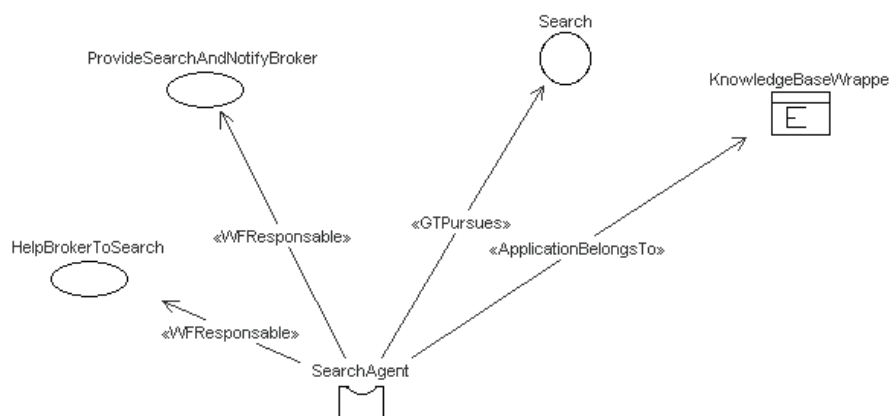 Search
ProvideSearchAndNotifyBroker
KnowledgeBaseWrappe
E
«GTPursues»
«WFResponsable»
HelpBrokerToSearch
«ApplicationBelongsTo»
«WFResponsable»
SearchAgent